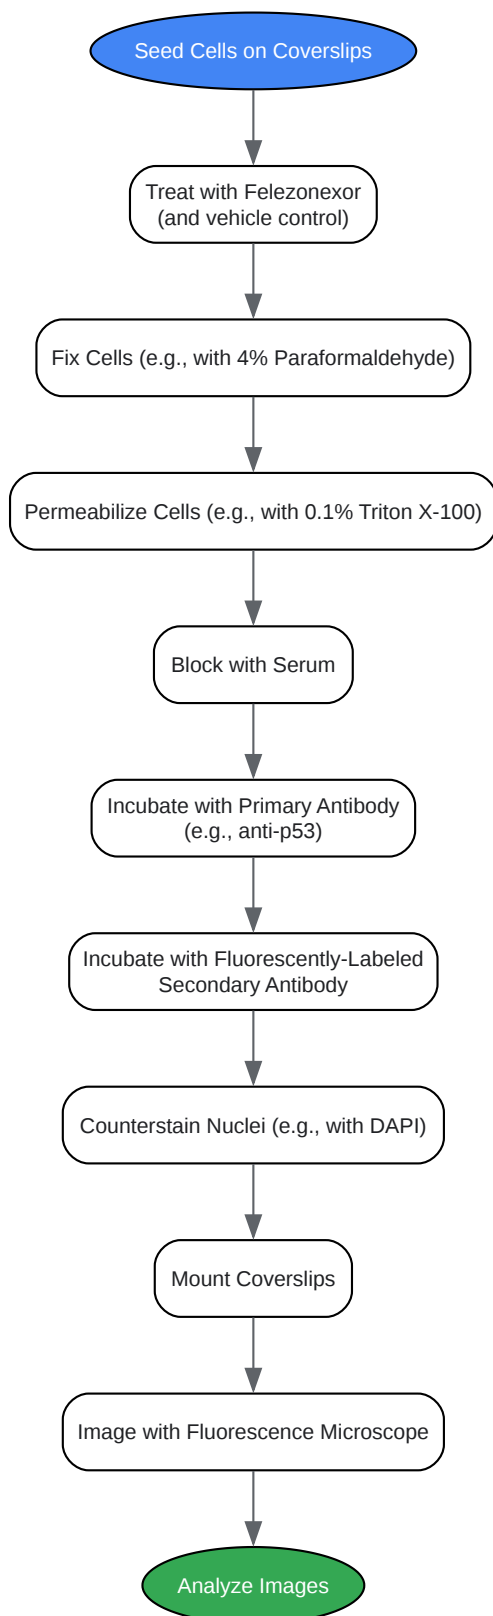 Seed Cells on Coverslips
Treat with Felezonexor
(and vehicle control)
Fix Cells (e.g., with 4% Paraformaldehyde)
Permeabilize Cells (e.g., with 0.1% Triton X-100)
Block with Serum
Incubate with Primary Antibody
(e.g., anti-p53)
Incubate with Fluorescently-Labeled
Secondary Antibody
Counterstain Nuclei (e.g., with DAPI)
Mount Coverslips
Image with Fluorescence Microscope
Analyze Images